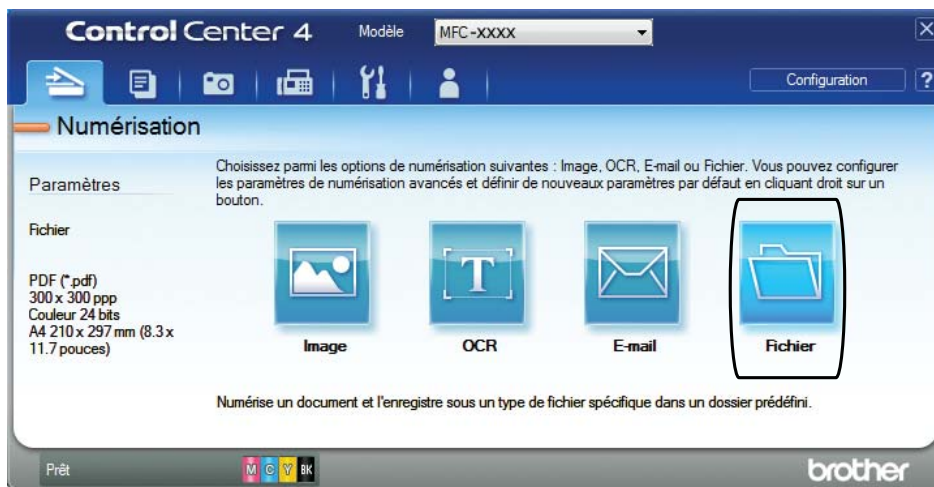 Control Center 4 Modèle MFC-XXXX X
Configuration ?
Numérisation
Paramètres
Fichier
PDF (*.pdf)
300 x 300 ppp
Couleur 24 bits
A4 210 x 297 mm (8.3 x
11.7 pouces)
Choisissez parmi les options de numérisation suivantes : Image, OCR, E-mail ou Fichier. Vous pouvez configurer
les paramètres de numérisation avancés et définir de nouveaux paramètres par défaut en cliquant droit sur un
bouton.
T
Image OCR E-mail Fichier
Numérise un document et l'enregistre sous un type de fichier spécifique dans un dossier prédéfini.
Prêt M C Y BK brother